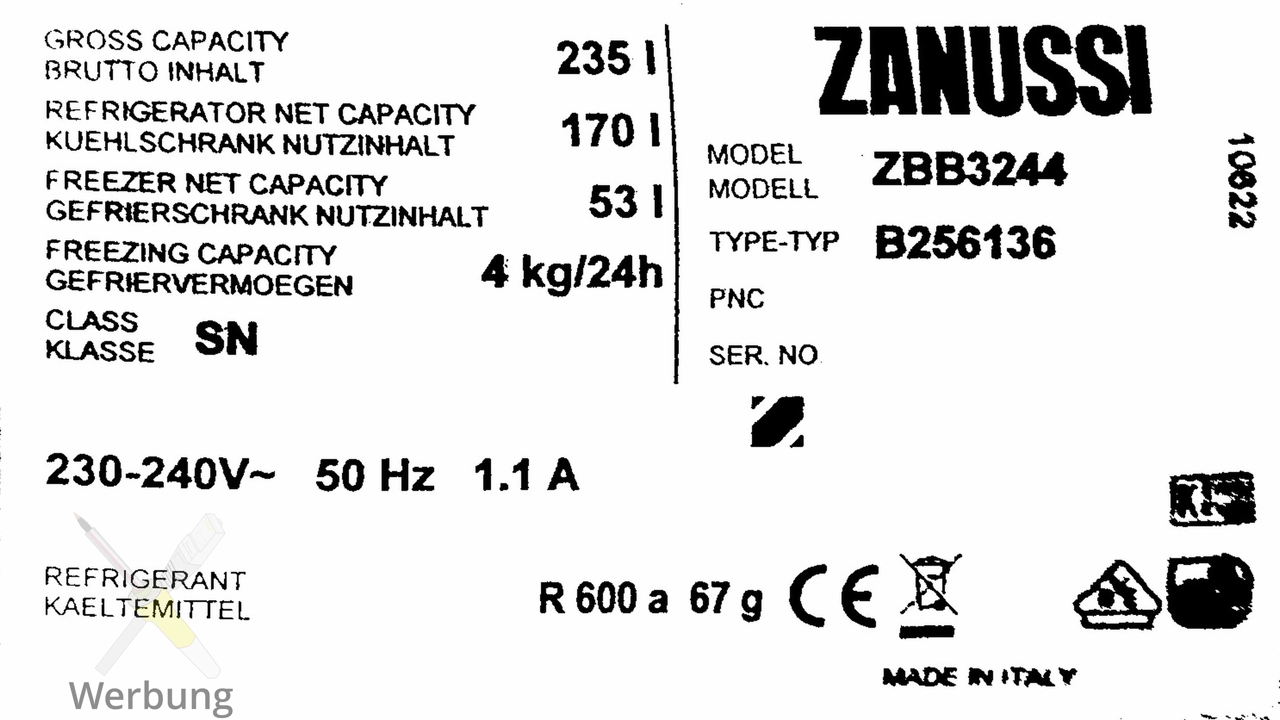 GROSS CAPACITY
BRUTTO INHALT
235 l
REFRIGERATOR NET CAPACITY
KUEHLSCHRANK NUTZINHALT
170 l
FREEZER NET CAPACITY
GEFRIERSCHRANK NUTZINHALT
53 l
FREEZING CAPACITY
GEFRIERVERMOEGEN
4 kg/24h
CLASS
KLASSE
SN
ZANUSSI
MODEL
MODELL
ZBB3244
TYPE-TYP B256136
PNC
SER. NO
10622
230-240V~ 50 Hz 1.1 A
REFRIGERANT
KAELTEMITTEL
R 600 a 67 g CE
MADE IN ITALY
Werbung